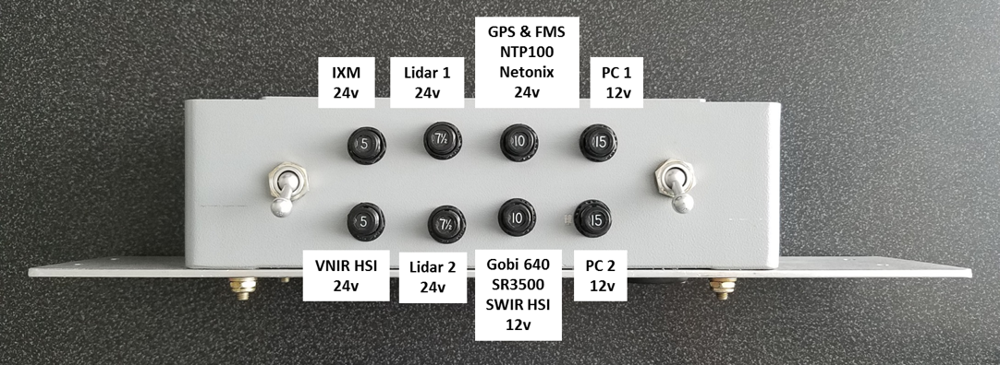 GPS & FMS
NTP100
Netonix
24v
IXM
24v
Lidar 1
24v
PC 1
12v
5
7½
10
15
5
7½
10
15
VNIR HSI
24v
Lidar 2
24v
Gobi 640
SR3500
SWIR HSI
12v
PC 2
12v